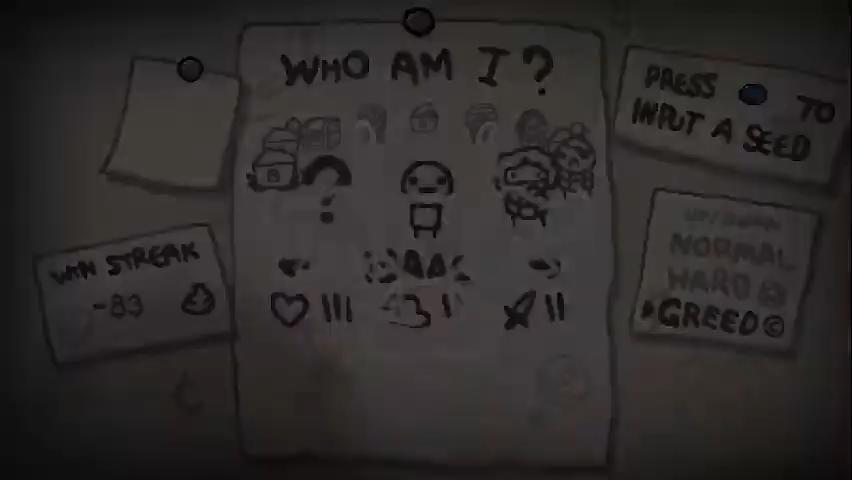 WHO AM I?
PRESS TO
INPUT A SEED
WIN STREAK
-83
NORMAL
HARD
GREED